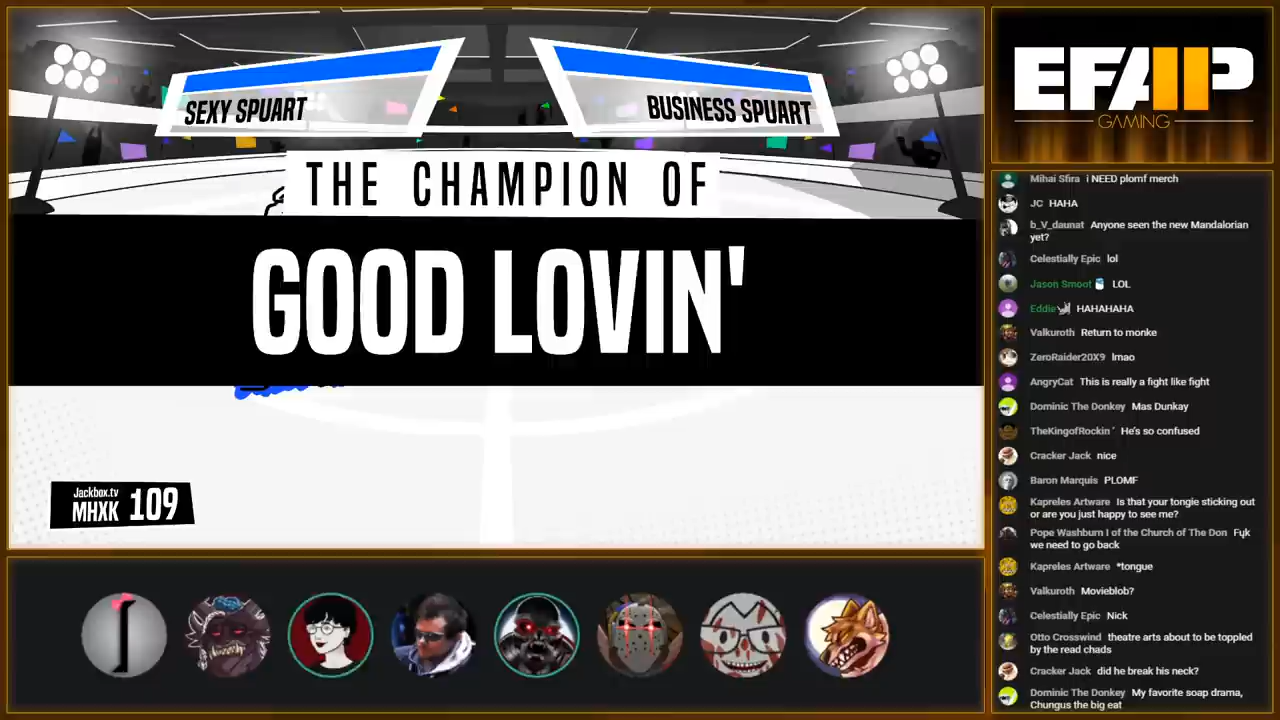 SEXY SPUART
BUSINESS SPUART
THE CHAMPION OF
GOOD LOVIN'
Jackbox.tv
MHXK 109
EFAP
GAMING
Mihai Sfira i NEED plomf merch
JC HAHA
b_V_daunat Anyone seen the new Mandalorian
yet?
Celestially Epic lol
Jason Smoot LOL
Eddie HAHAHAHA
Valkuroth Return to monke
ZeroRaider20X9 lmao
AngryCat This is really a fight like fight
Dominic The Donkey Mas Dunkay
TheKingofRockin ' He's so confused
Cracker Jack nice
Baron Marquis PLOMF
Kapreles Artware Is that your tongie sticking out
or are you just happy to see me?
Pope Washburn I of the Church of The Don Fųk
we need to go back
Kapreles Artware *tongue
Valkuroth Movieblob?
Celestially Epic Nick
Otto Crosswind theatre arts about to be toppled
by the read chads
Cracker Jack did he break his neck?
Dominic The Donkey My favorite soap drama,
Chungus the big eat